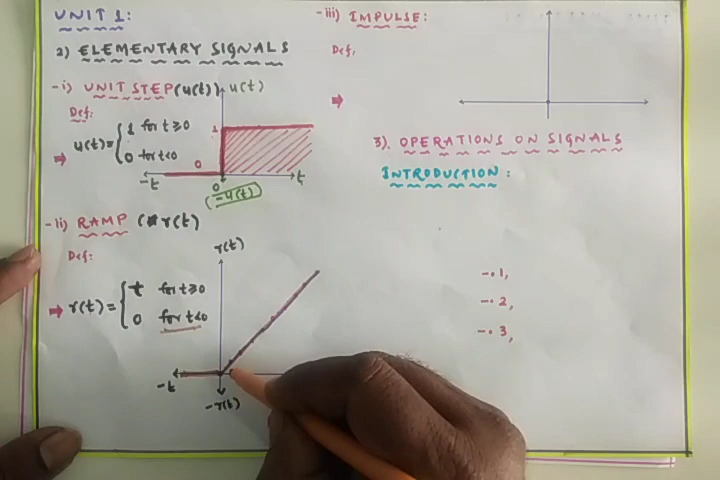 UNIT 1:
2) ELEMENTARY SIGNALS
-i) UNIT STEP (u(t))
u(t)
Def:
u(t)= { 1 for t≥0
0 for t<0
1
0
-t
0
t
(-u(t))
-ii) RAMP ( r(t)
Def:
r(t)
r(t)= { t for t≥0
0 for t<0
-t
-r(t)
-iii) IMPULSE:
Def:
3). OPERATIONS ON SIGNALS
INTRODUCTION:
-. 1,
-. 2,
-. 3,